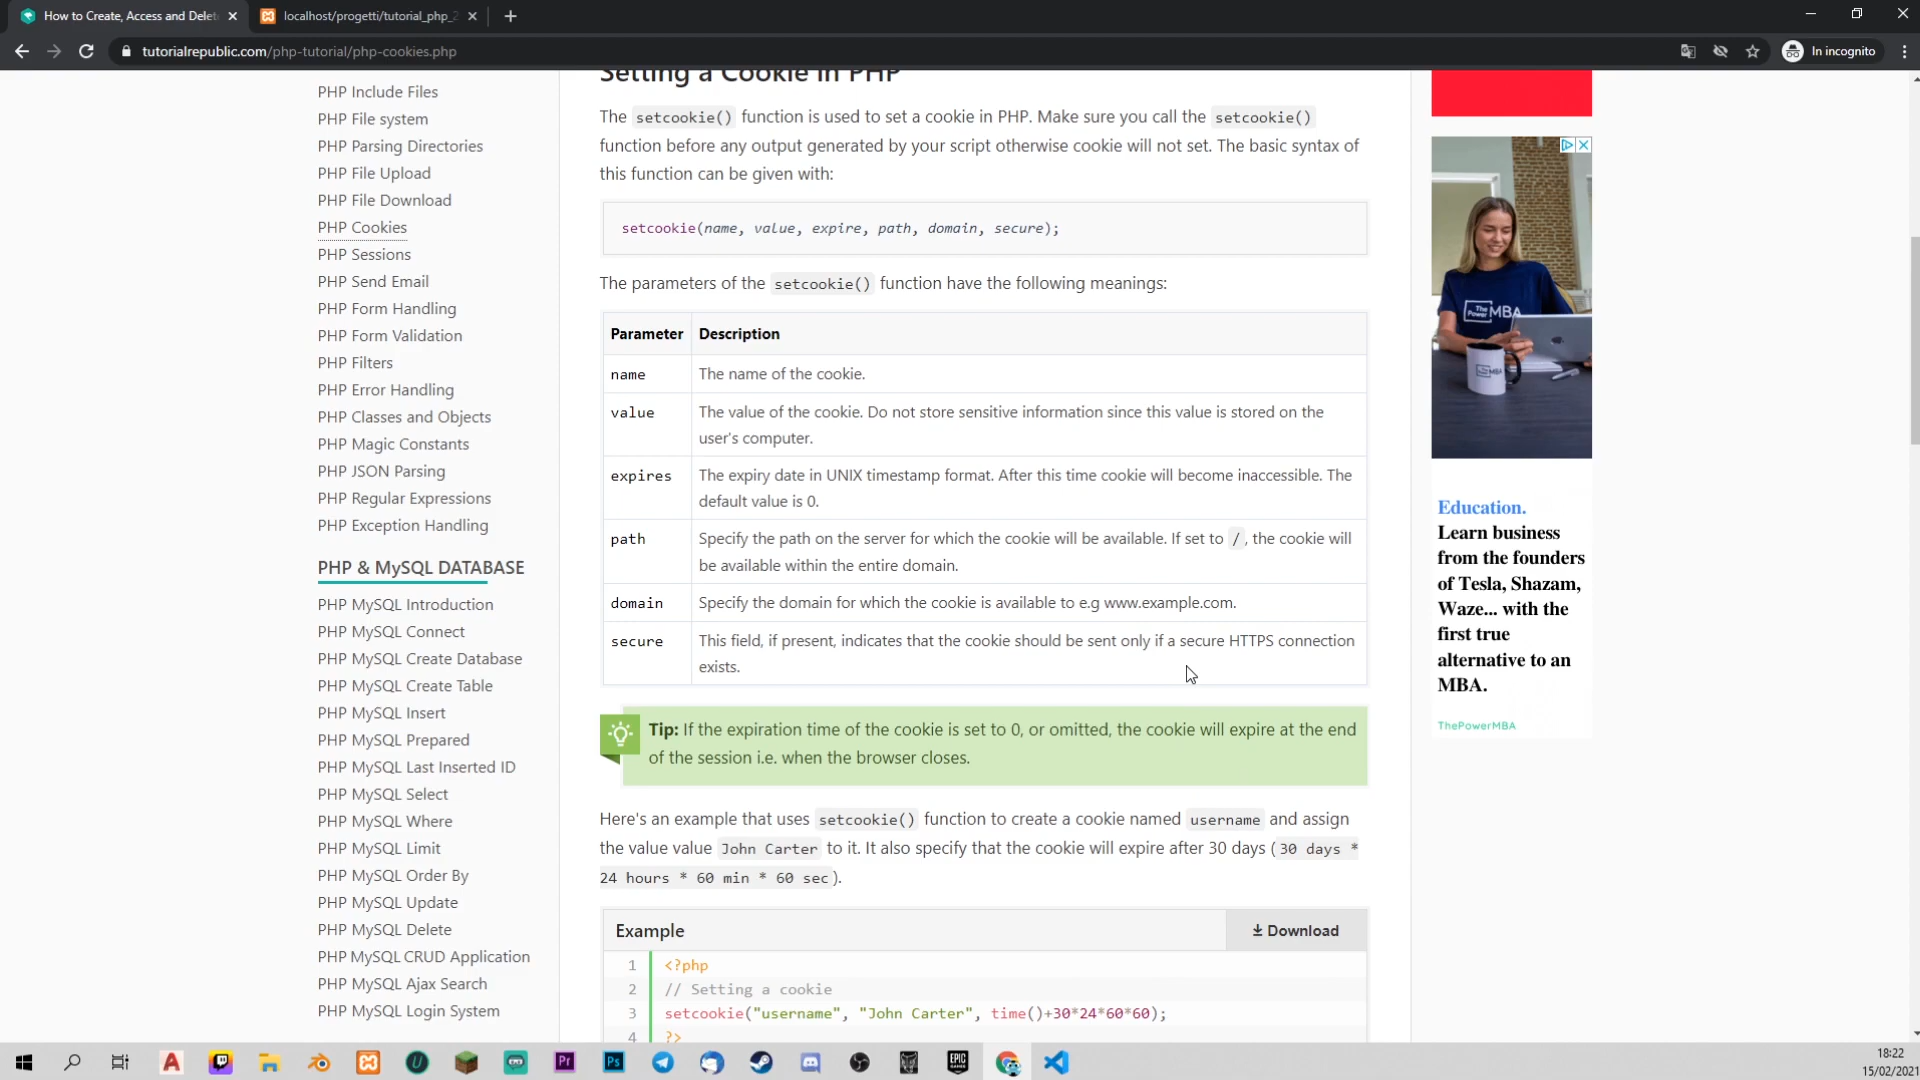 How to Create, Access and Delet
localhost/progetti/tutorial_php_2
tutorialrepublic.com/php-tutorial/php-cookies.php
In incognito
PHP Include Files
PHP File system
PHP Parsing Directories
PHP File Upload
PHP File Download
PHP Cookies
PHP Sessions
PHP Send Email
PHP Form Handling
PHP Form Validation
PHP Filters
PHP Error Handling
PHP Classes and Objects
PHP Magic Constants
PHP JSON Parsing
PHP Regular Expressions
PHP Exception Handling
PHP & MySQL DATABASE
PHP MySQL Introduction
PHP MySQL Connect
PHP MySQL Create Database
PHP MySQL Create Table
PHP MySQL Insert
PHP MySQL Prepared
PHP MySQL Last Inserted ID
PHP MySQL Select
PHP MySQL Where
PHP MySQL Limit
PHP MySQL Order By
PHP MySQL Update
PHP MySQL Delete
PHP MySQL CRUD Application
PHP MySQL Ajax Search
PHP MySQL Login System
Setting a Cookie in PHP
The setcookie() function is used to set a cookie in PHP. Make sure you call the setcookie()
function before any output generated by your script otherwise cookie will not set. The basic syntax of
this function can be given with:
setcookie(name, value, expire, path, domain, secure);
The parameters of the setcookie() function have the following meanings:
Parameter Description
name The name of the cookie.
value The value of the cookie. Do not store sensitive information since this value is stored on the
user's computer.
expires The expiry date in UNIX timestamp format. After this time cookie will become inaccessible. The
default value is 0.
path Specify the path on the server for which the cookie will be available. If set to /, the cookie will
be available within the entire domain.
domain Specify the domain for which the cookie is available to e.g www.example.com.
secure This field, if present, indicates that the cookie should be sent only if a secure HTTPS connection
exists.
Tip: If the expiration time of the cookie is set to 0, or omitted, the cookie will expire at the end
of the session i.e. when the browser closes.
Here's an example that uses setcookie() function to create a cookie named username and assign
the value value John Carter to it. It also specify that the cookie will expire after 30 days (30 days *
24 hours * 60 min * 60 sec).
Example
Download
1 <?php
2 // Setting a cookie
3 setcookie("username", "John Carter", time()+30*24*60*60);
4 ?>
The Power MBA
Education.
Learn business
from the founders
of Tesla, Shazam,
Waze... with the
first true
alternative to an
MBA.
ThePowerMBA
Pr
Ps
EPIC
GAMES
18:22
15/02/2021